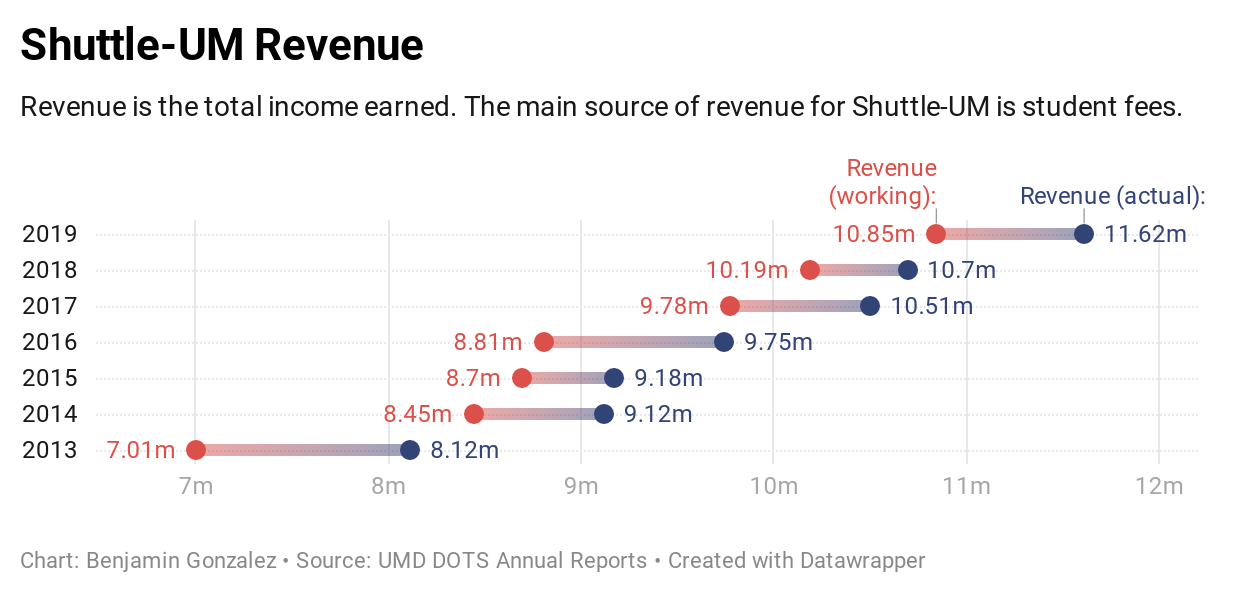 Shuttle-UM Revenue
Revenue is the total income earned. The main source of revenue for Shuttle-UM is student fees.
Revenue
(working):
Revenue (actual):
2019 10.85m 11.62m
2018 10.19m 10.7m
2017 9.78m 10.51m
2016 8.81m 9.75m
2015 8.7m 9.18m
2014 8.45m 9.12m
2013 7.01m 8.12m
7m 8m 9m 10m 11m 12m
Chart: Benjamin Gonzalez • Source: UMD DOTS Annual Reports • Created with Datawrapper